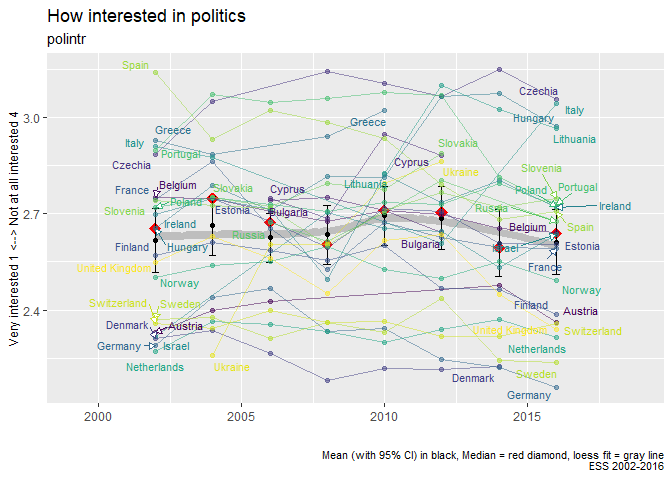 How interested in politics
polintr
Very interested 1 <--> Not at all interested 4
3.0
2.7
2.4
Spain
Greece
Italy
Portugal
Czechia
France
Belgium
Slovenia
Poland
Slovakia
Estonia
Ireland
Finland
Hungary
United Kingdom
Norway
Switzerland
Sweden
Denmark
Austria
Germany
Israel
Netherlands
Ukraine
Cyprus
Bulgaria
Russia
Greece
Lithuania
Cyprus
Bulgaria
Slovakia
Ukraine
Denmark
Czechia
Italy
Hungary
Lithuania
Slovenia
Poland
Portugal
Ireland
Russia
Spain
Belgium
Israel
Estonia
France
Norway
Finland
Austria
United Kingdom
Switzerland
Netherlands
Sweden
Germany
2000
2005
2010
2015
Mean (with 95% CI) in black, Median = red diamond, loess fit = gray line
ESS 2002-2016